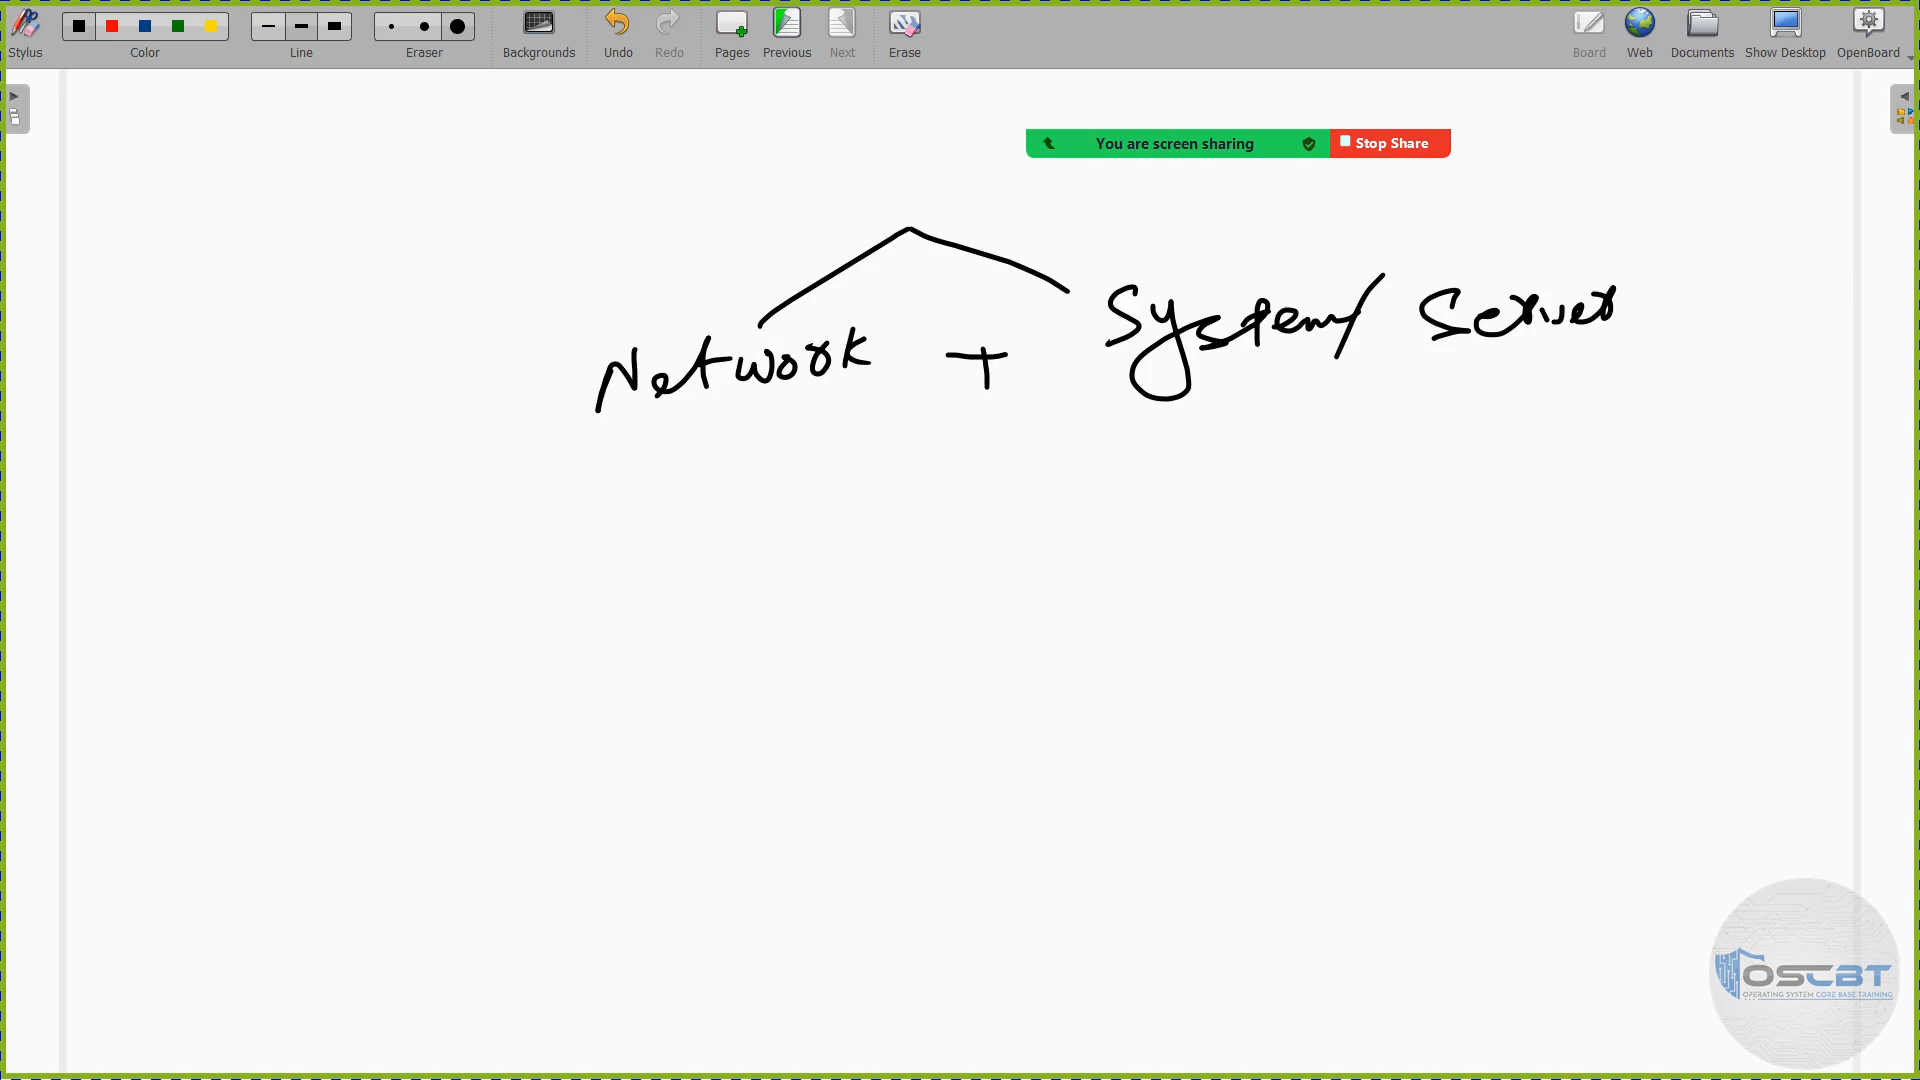 Stylus Color Line Eraser Backgrounds Undo Redo Pages Previous Next Erase Board Web Documents Show Desktop OpenBoard
You are screen sharing Stop Share
Network + System/ Server
OSCBT
OPERATING SYSTEM CORE BASE TRAINING